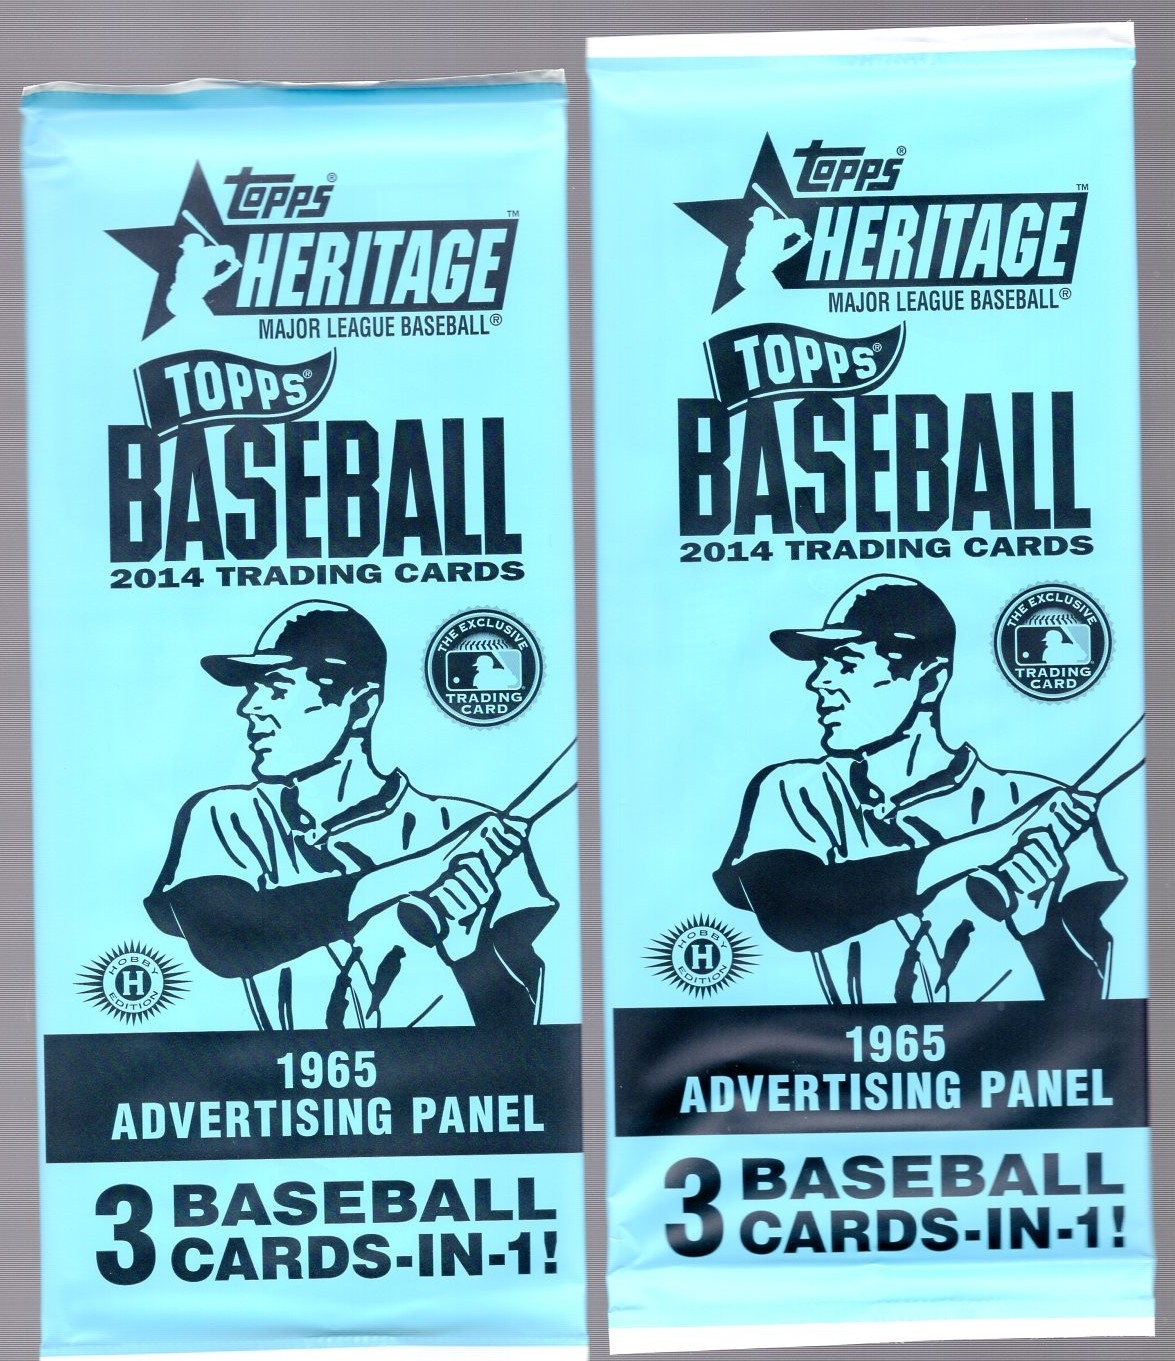 topps®
HERITAGE™
MAJOR LEAGUE BASEBALL®
TOPPS®
BASEBALL
2014 TRADING CARDS
THE EXCLUSIVE
TRADING
CARD
HOBBY
H
EDITION
1965
ADVERTISING PANEL
3 BASEBALL
CARDS-IN-1!
topps®
HERITAGE™
MAJOR LEAGUE BASEBALL®
TOPPS®
BASEBALL
2014 TRADING CARDS
THE EXCLUSIVE
TRADING
CARD
HOBBY
H
EDITION
1965
ADVERTISING PANEL
3 BASEBALL
CARDS-IN-1!